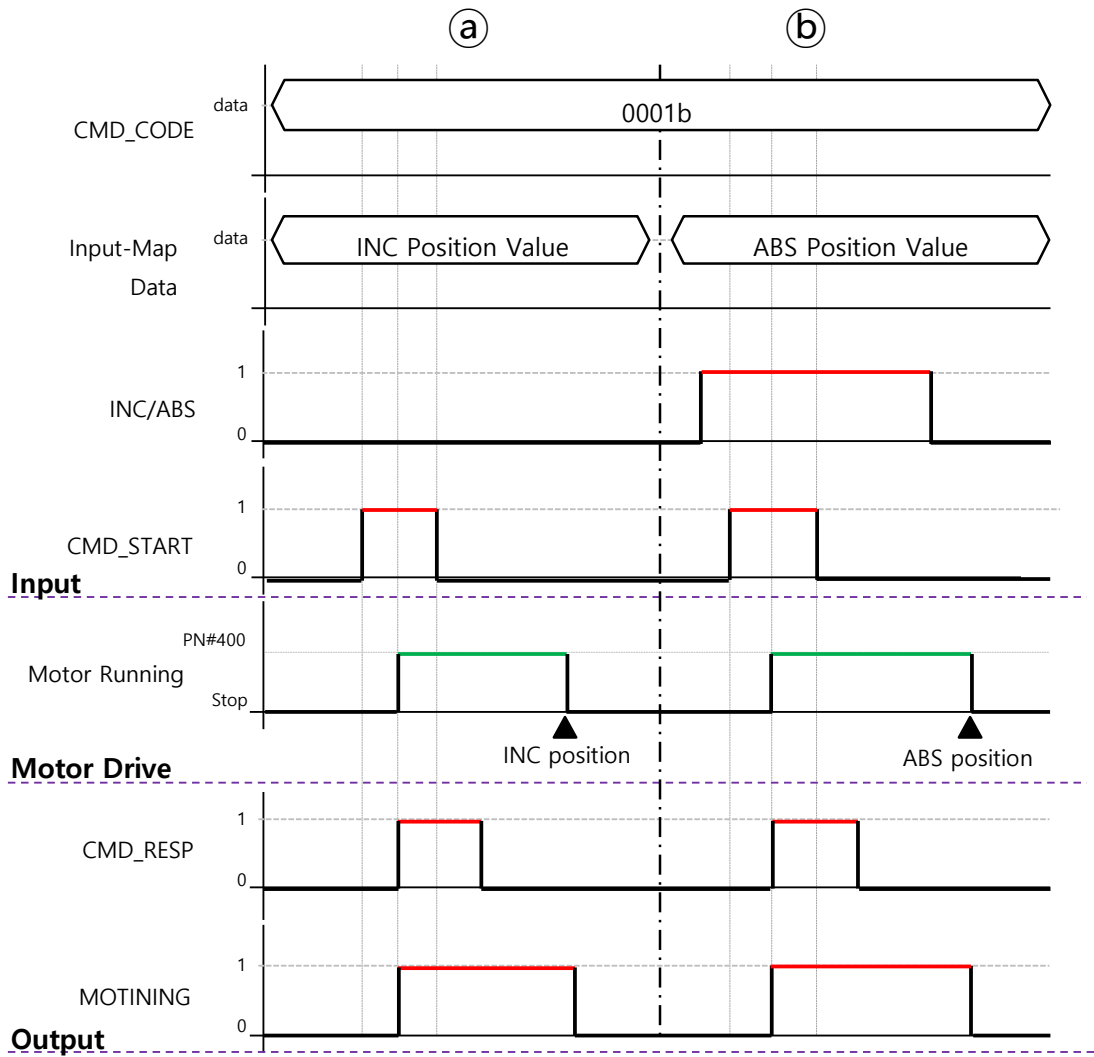 ⓐ ⓑ
data
0001b
CMD_CODE
data
INC Position Value ABS Position Value
Input-Map
Data
1
INC/ABS
0
1
CMD_START
0
Input
PN#400
Motor Running
Stop
INC position ABS position
Motor Drive
1
CMD_RESP
0
1
MOTINING
0
Output